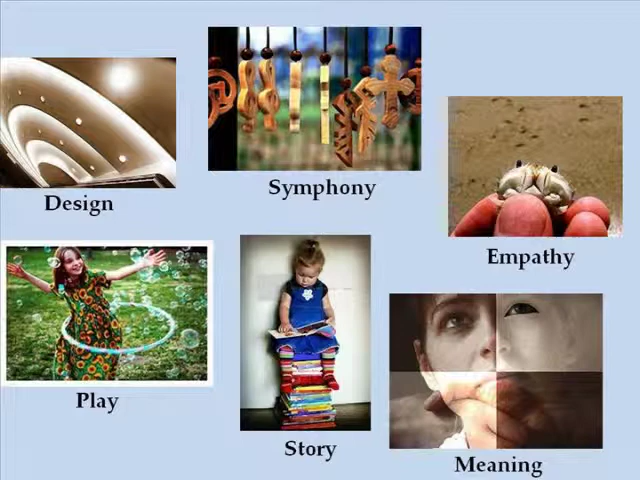 Design
Symphony
Empathy
Play
Story
Meaning